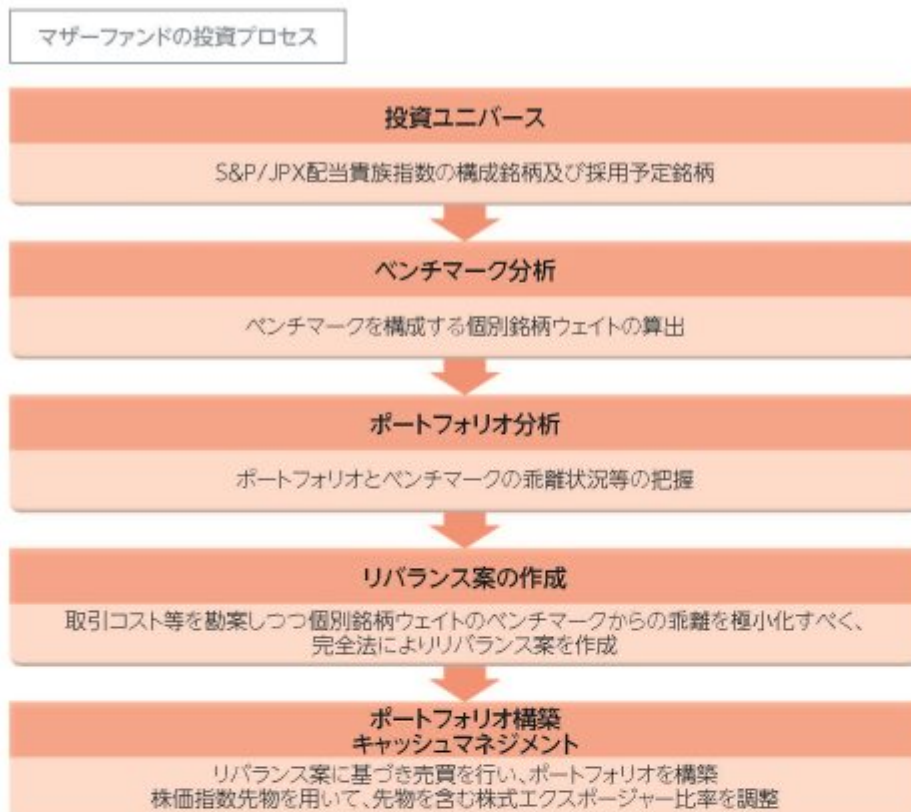 マザーファンドの投資プロセス
投資ユニバース
S&P/JPX配当貴族指数の構成銘柄及び採用予定銘柄
ベンチマーク分析
ベンチマークを構成する個別銘柄ウェイトの算出
ポートフォリオ分析
ポートフォリオとベンチマークの乖離状況等の把握
リバランス案の作成
取引コスト等を勘案しつつ個別銘柄ウェイトのベンチマークからの乖離を極小化すべく、
完全法によりリバランス案を作成
ポートフォリオ構築
キャッシュマネジメント
リバランス案に基づき売買を行い、ポートフォリオを構築
株価指数先物を用いて、先物を含む株式エクスポージャー比率を調整